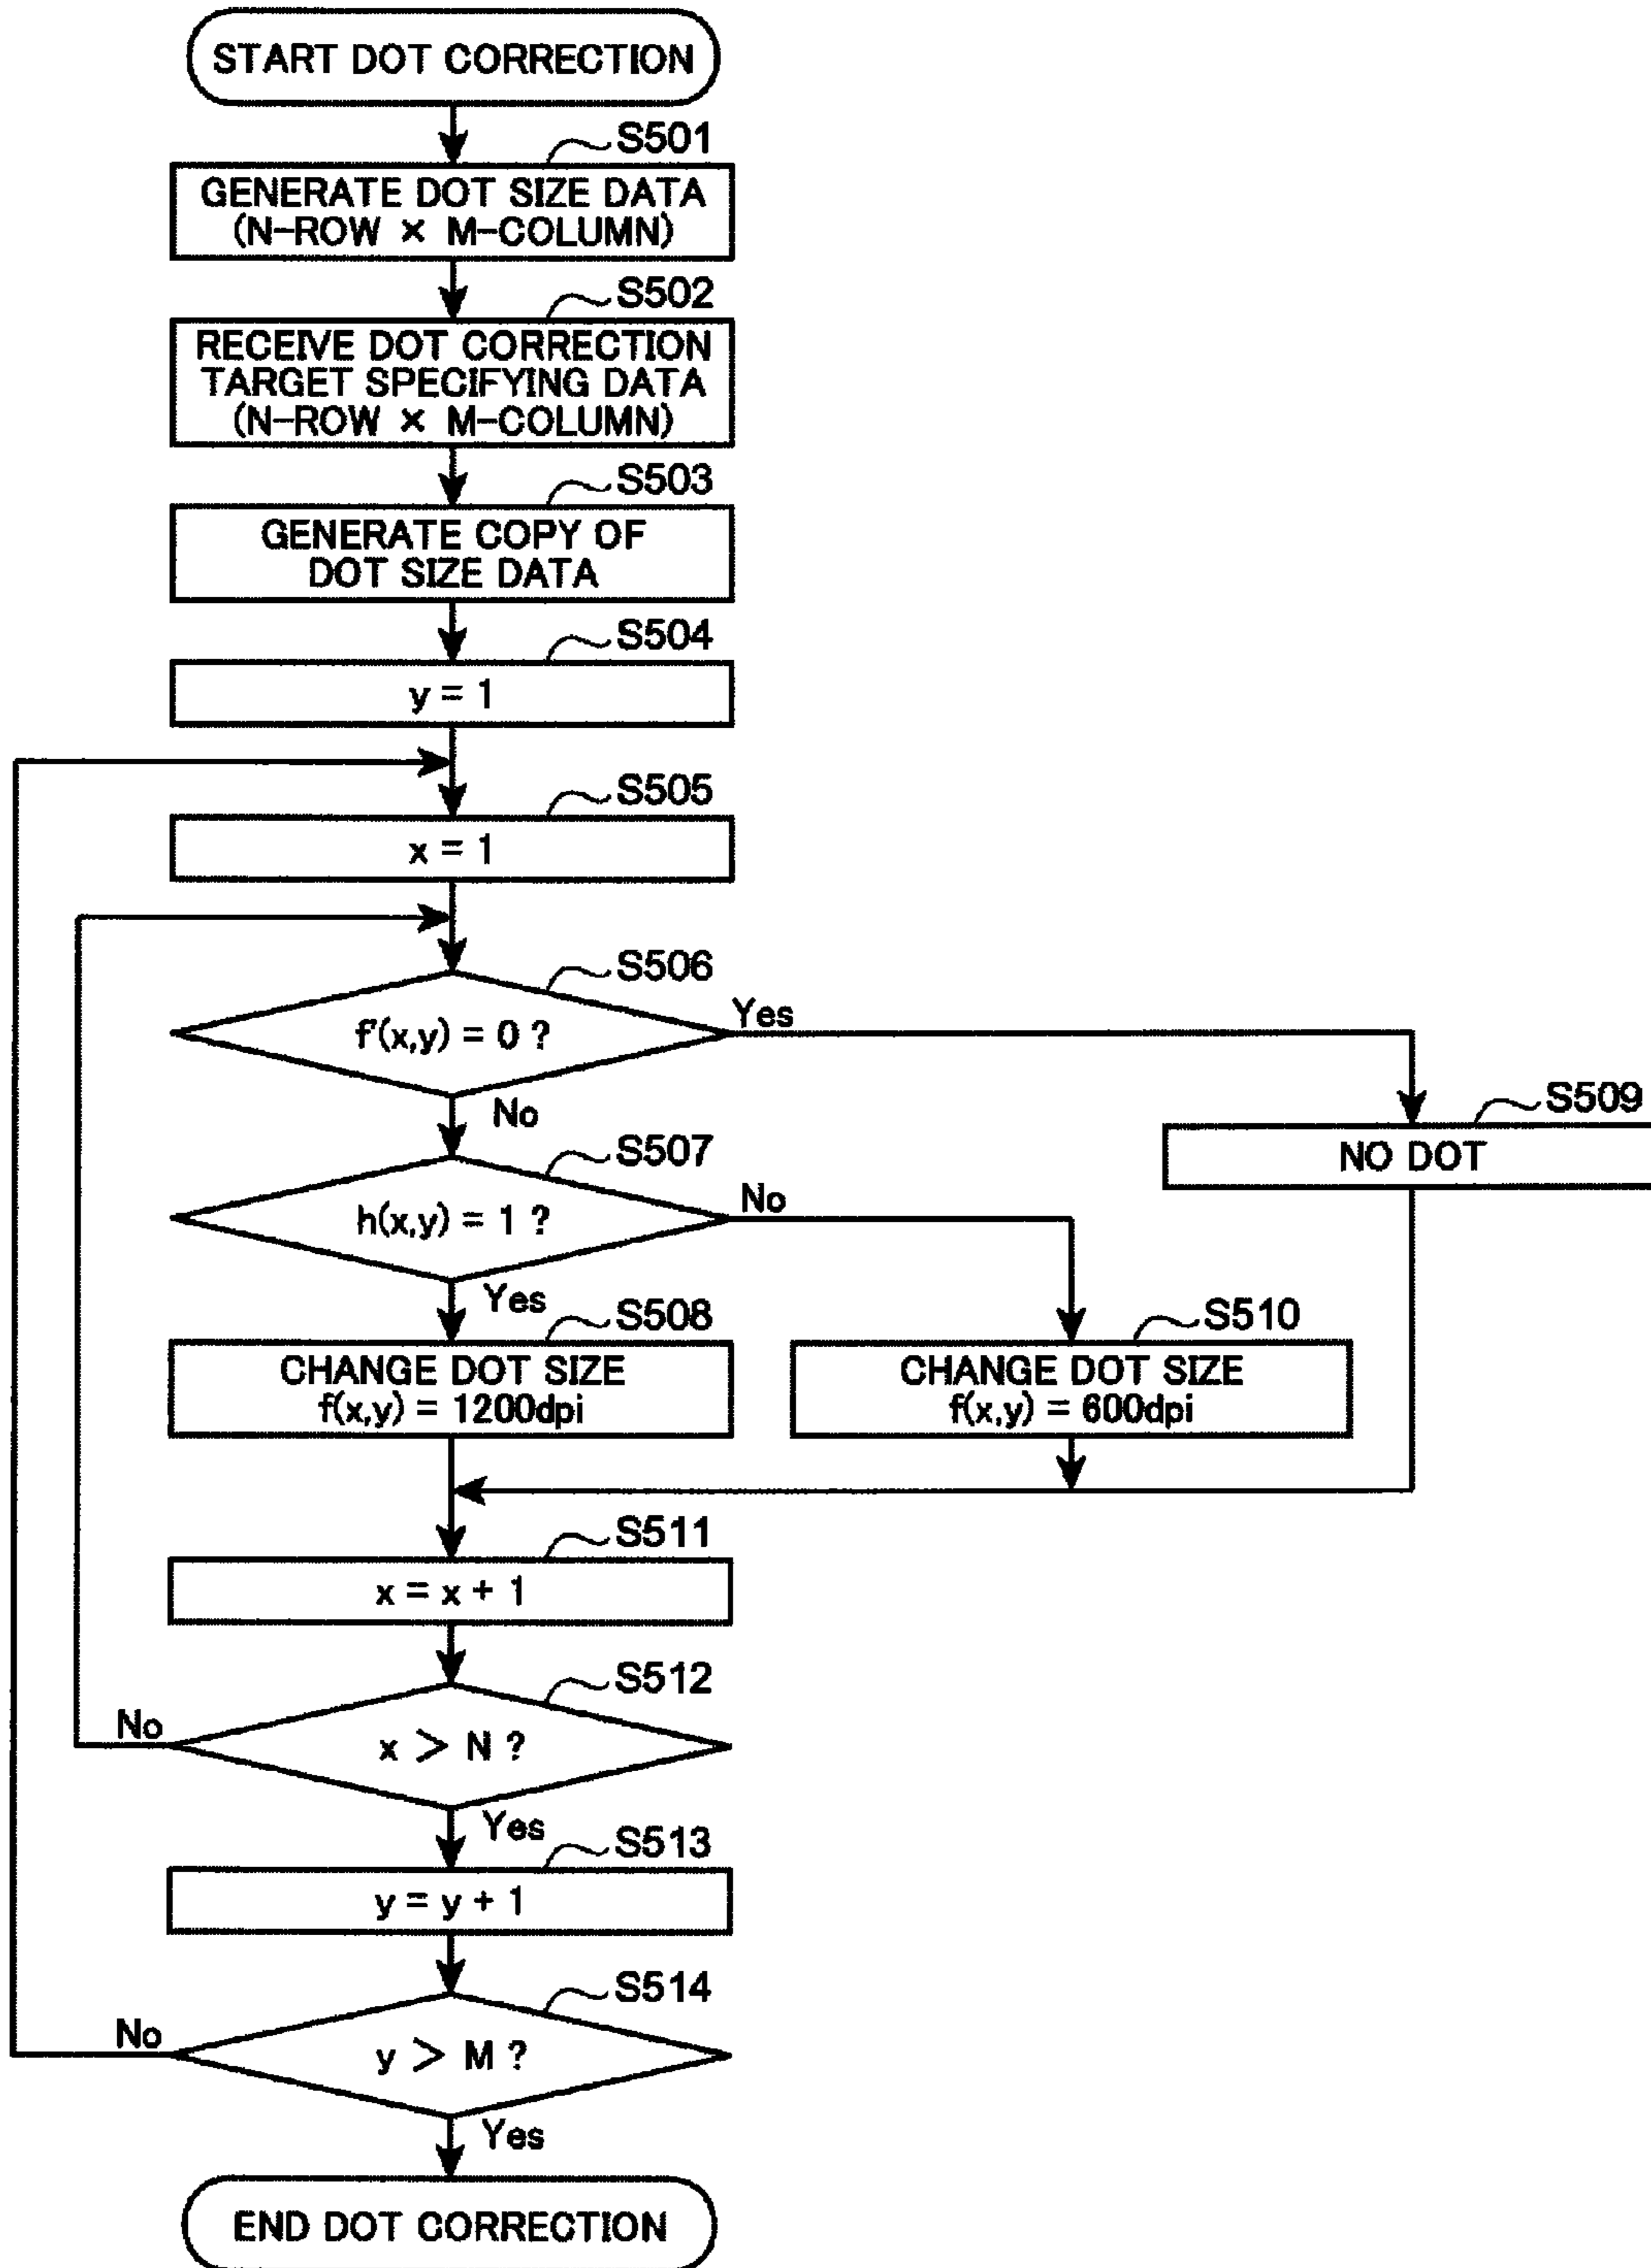 START DOT CORRECTION
S501
GENERATE DOT SIZE DATA
(N-ROW × M-COLUMN)
S502
RECEIVE DOT CORRECTION
TARGET SPECIFYING DATA
(N-ROW × M-COLUMN)
S503
GENERATE COPY OF
DOT SIZE DATA
S504
y = 1
S505
x = 1
S506
f'(x,y) = 0 ?
Yes
No
S509
NO DOT
S507
h(x,y) = 1 ?
No
Yes
S508
CHANGE DOT SIZE
f(x,y) = 1200dpi
S510
CHANGE DOT SIZE
f(x,y) = 600dpi
S511
x = x + 1
S512
x > N ?
No
Yes
S513
y = y + 1
S514
y > M ?
No
Yes
END DOT CORRECTION